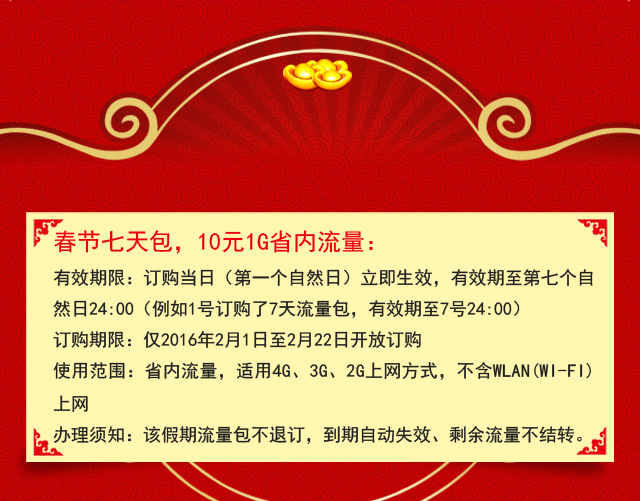 春节七天包，10元1G省内流量：
有效期限：订购当日（第一个自然日）立即生效，有效期至第七个自
然日24:00（例如1号订购了7天流量包，有效期至7号24:00）
订购期限：仅2016年2月1日至2月22日开放订购
使用范围：省内流量，适用4G、3G、2G上网方式，不含WLAN(WI-FI)
上网
办理须知：该假期流量包不退订，到期自动失效、剩余流量不结转。